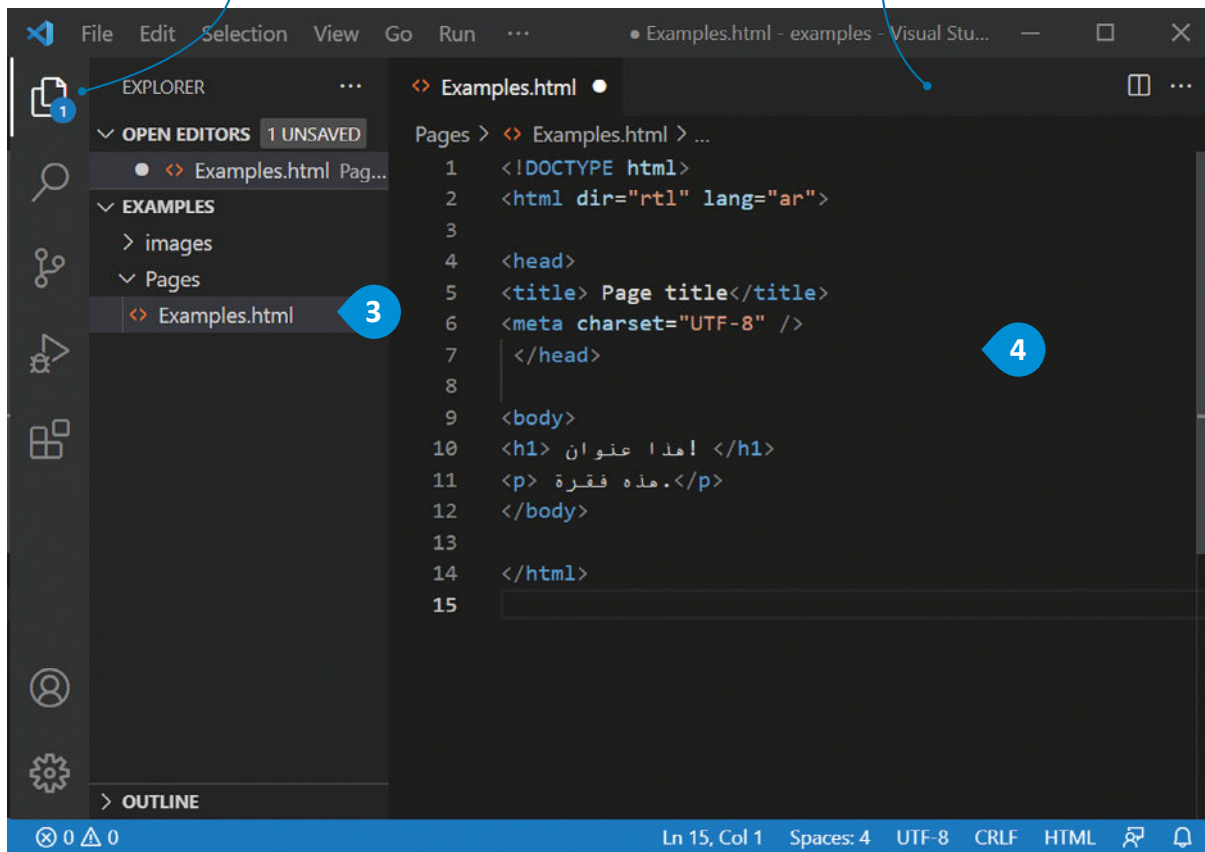 File Edit Selection View Go Run ··· ● Examples.html - examples - Visual Stu...
EXPLORER ···
1
OPEN EDITORS 1 UNSAVED
Examples.html Pag...
EXAMPLES
images
Pages
Examples.html
3
OUTLINE
Examples.html ●
Pages > Examples.html > ...
1 <!DOCTYPE html>
2 <html dir="rtl" lang="ar">
3
4 <head>
5 <title> Page title</title>
6 <meta charset="UTF-8" />
7 </head>
8
9 <body>
10 <h1> هذا عنوان! </h1>
11 <p> هذه فقرة.</p>
12 </body>
13
14 </html>
15
4
0 0 Ln 15, Col 1 Spaces: 4 UTF-8 CRLF HTML